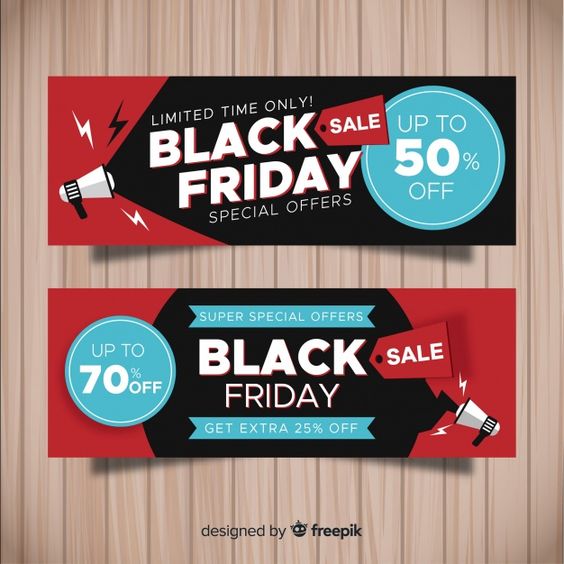 LIMITED TIME ONLY!
BLACK
SALE
FRIDAY
SPECIAL OFFERS
UP TO
50%
OFF
UP TO
70% OFF
SUPER SPECIAL OFFERS
BLACK
SALE
FRIDAY
GET EXTRA 25% OFF
designed by freepik